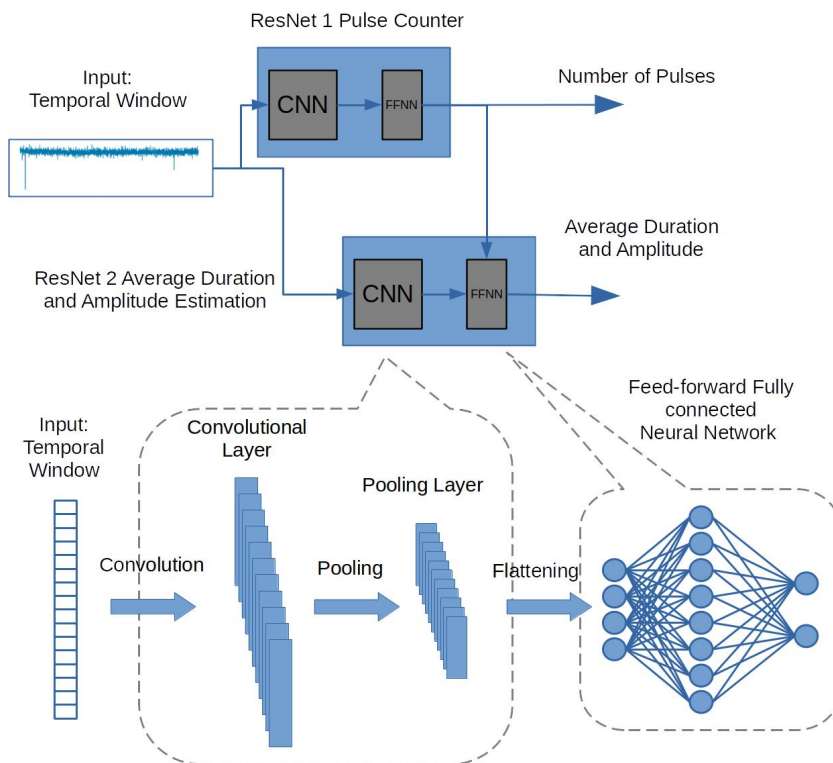 ResNet 1 Pulse Counter
Input:
Temporal Window
CNN
FFNN
Number of Pulses
Average Duration
and Amplitude
ResNet 2 Average Duration
and Amplitude Estimation
CNN
FFNN
Feed-forward Fully
connected
Neural Network
Input:
Temporal
Window
Convolutional
Layer
Pooling Layer
Convolution
Pooling
Flattening